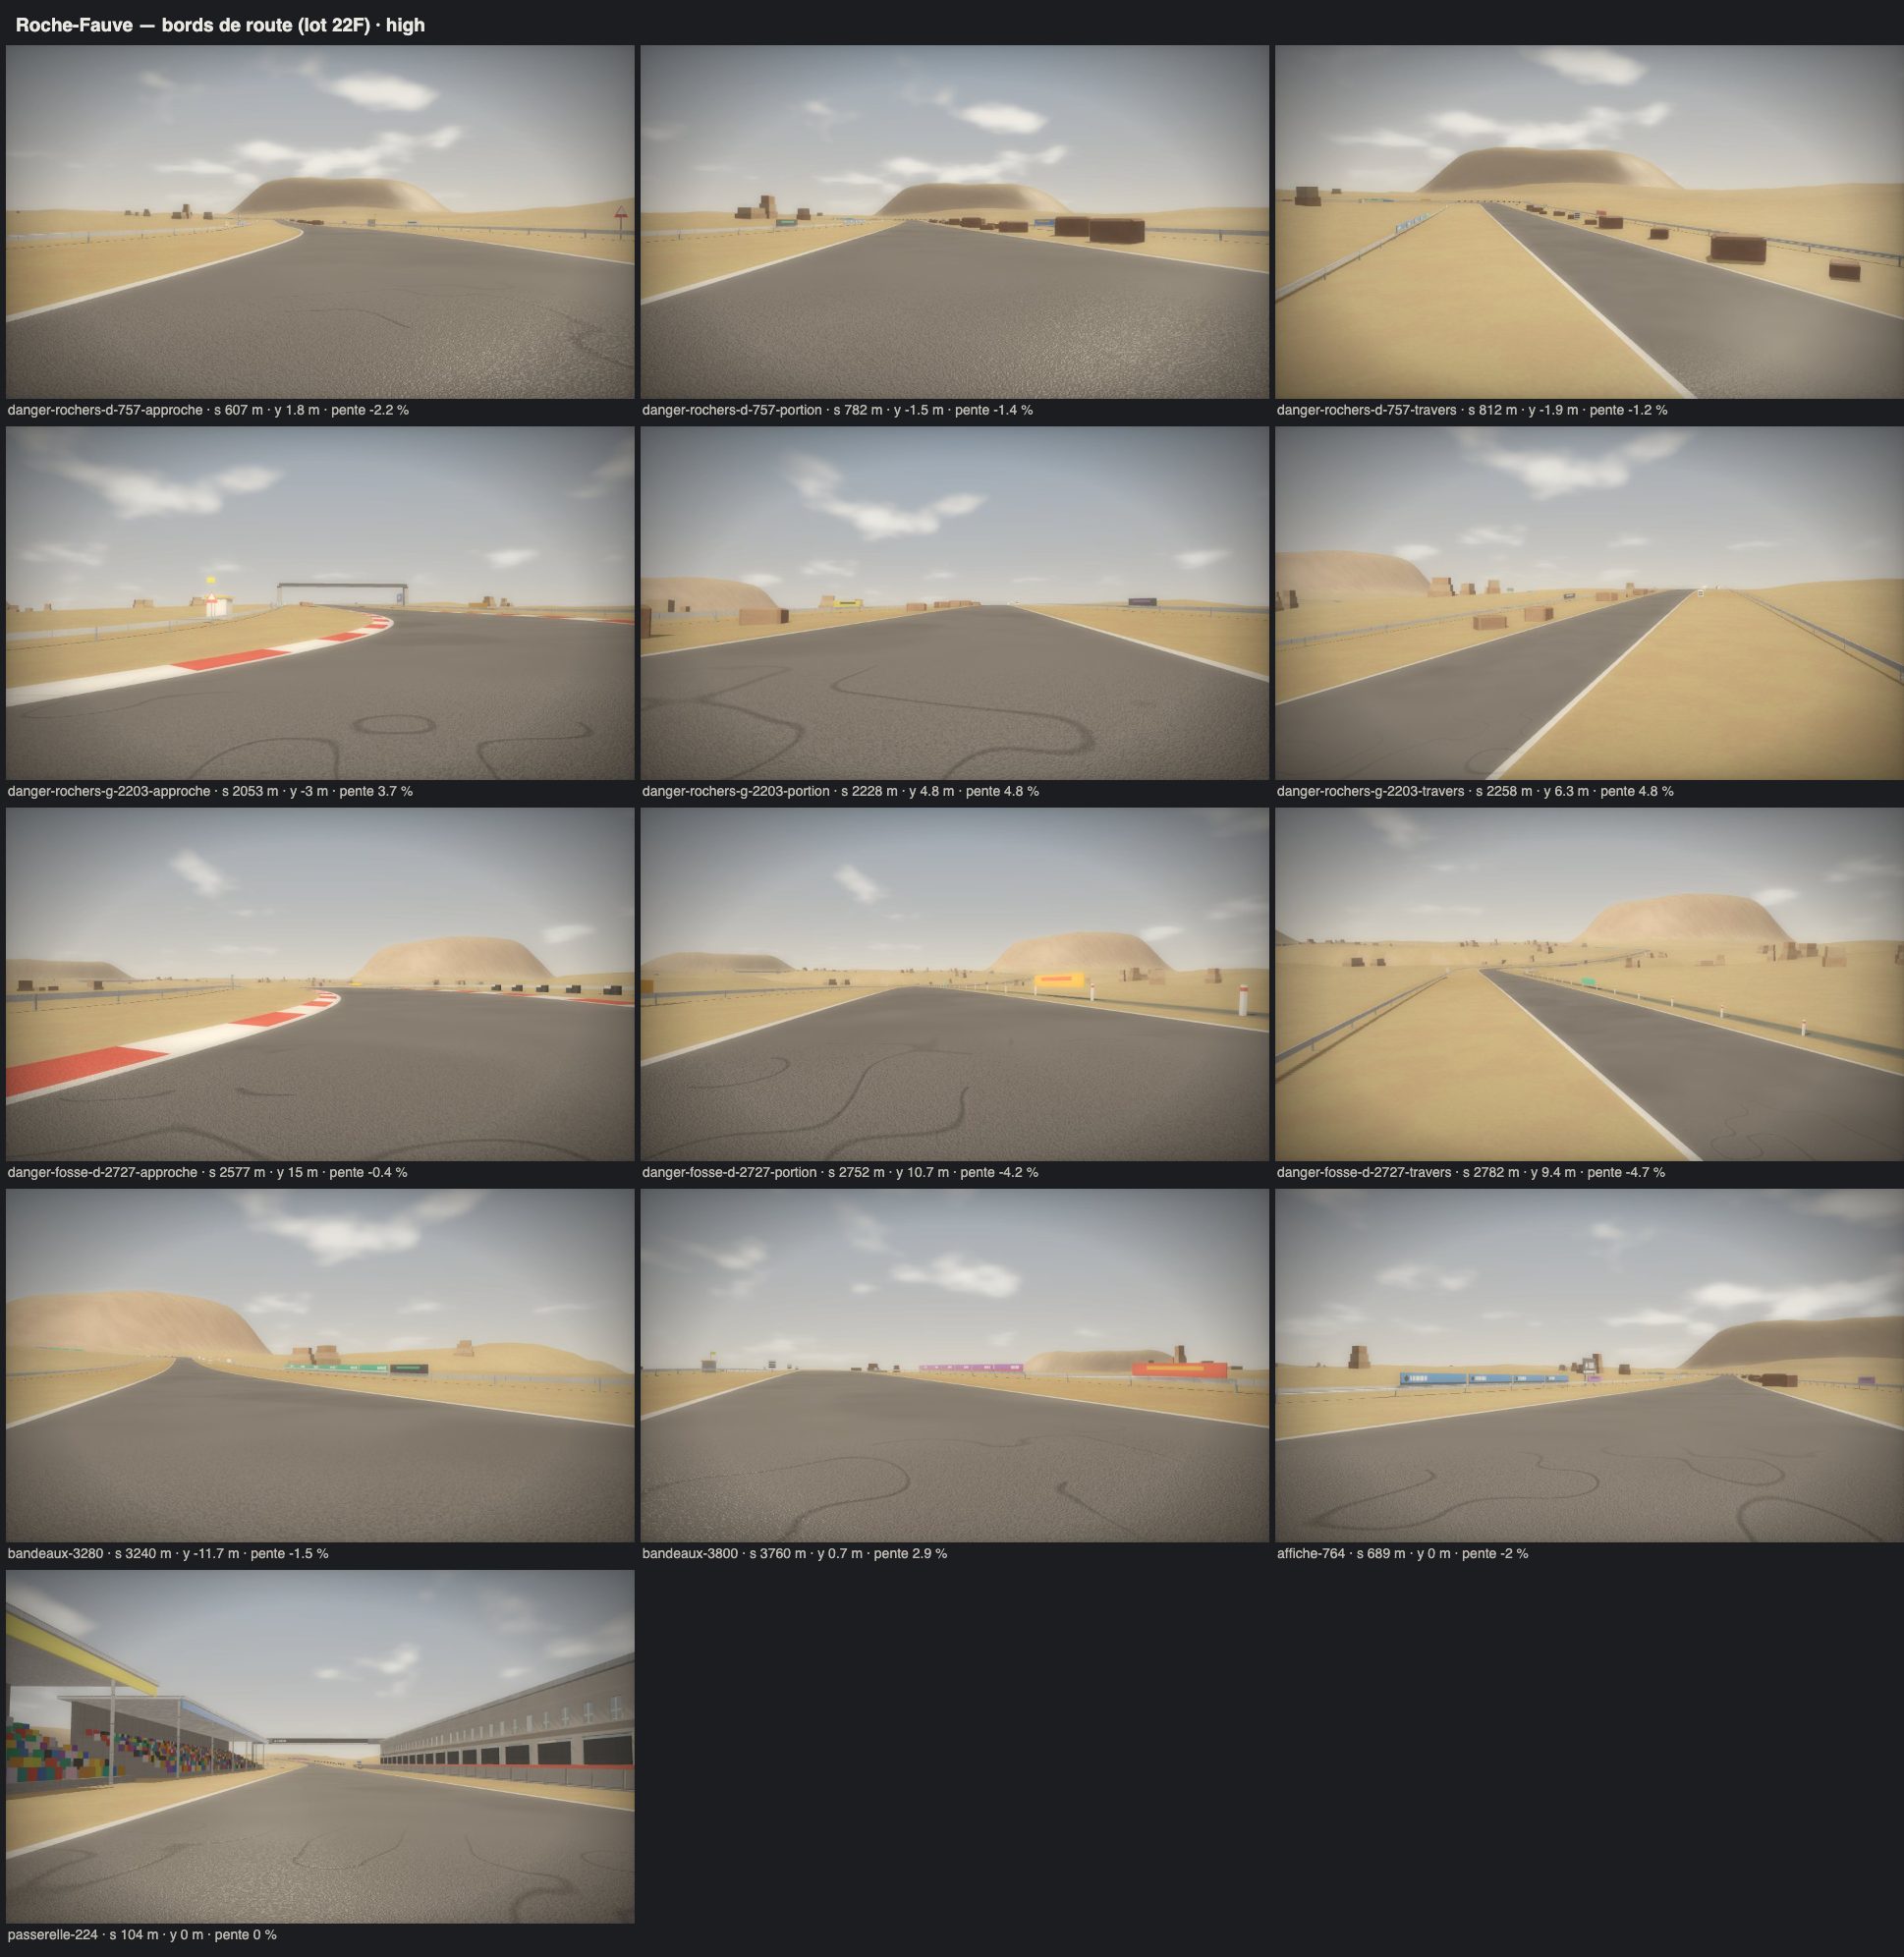 Roche-Fauve — bords de route (lot 22F) · high
danger-rochers-d-757-approche · s 607 m · y 1.8 m · pente -2.2 %
danger-rochers-d-757-portion · s 782 m · y -1.5 m · pente -1.4 %
danger-rochers-d-757-travers · s 812 m · y -1.9 m · pente -1.2 %
danger-rochers-g-2203-approche · s 2053 m · y -3 m · pente 3.7 %
danger-rochers-g-2203-portion · s 2228 m · y 4.8 m · pente 4.8 %
danger-rochers-g-2203-travers · s 2258 m · y 6.3 m · pente 4.8 %
danger-fosse-d-2727-approche · s 2577 m · y 15 m · pente -0.4 %
danger-fosse-d-2727-portion · s 2752 m · y 10.7 m · pente -4.2 %
danger-fosse-d-2727-travers · s 2782 m · y 9.4 m · pente -4.7 %
bandeaux-3280 · s 3240 m · y -11.7 m · pente -1.5 %
bandeaux-3800 · s 3760 m · y 0.7 m · pente 2.9 %
affiche-764 · s 689 m · y 0 m · pente -2 %
passerelle-224 · s 104 m · y 0 m · pente 0 %